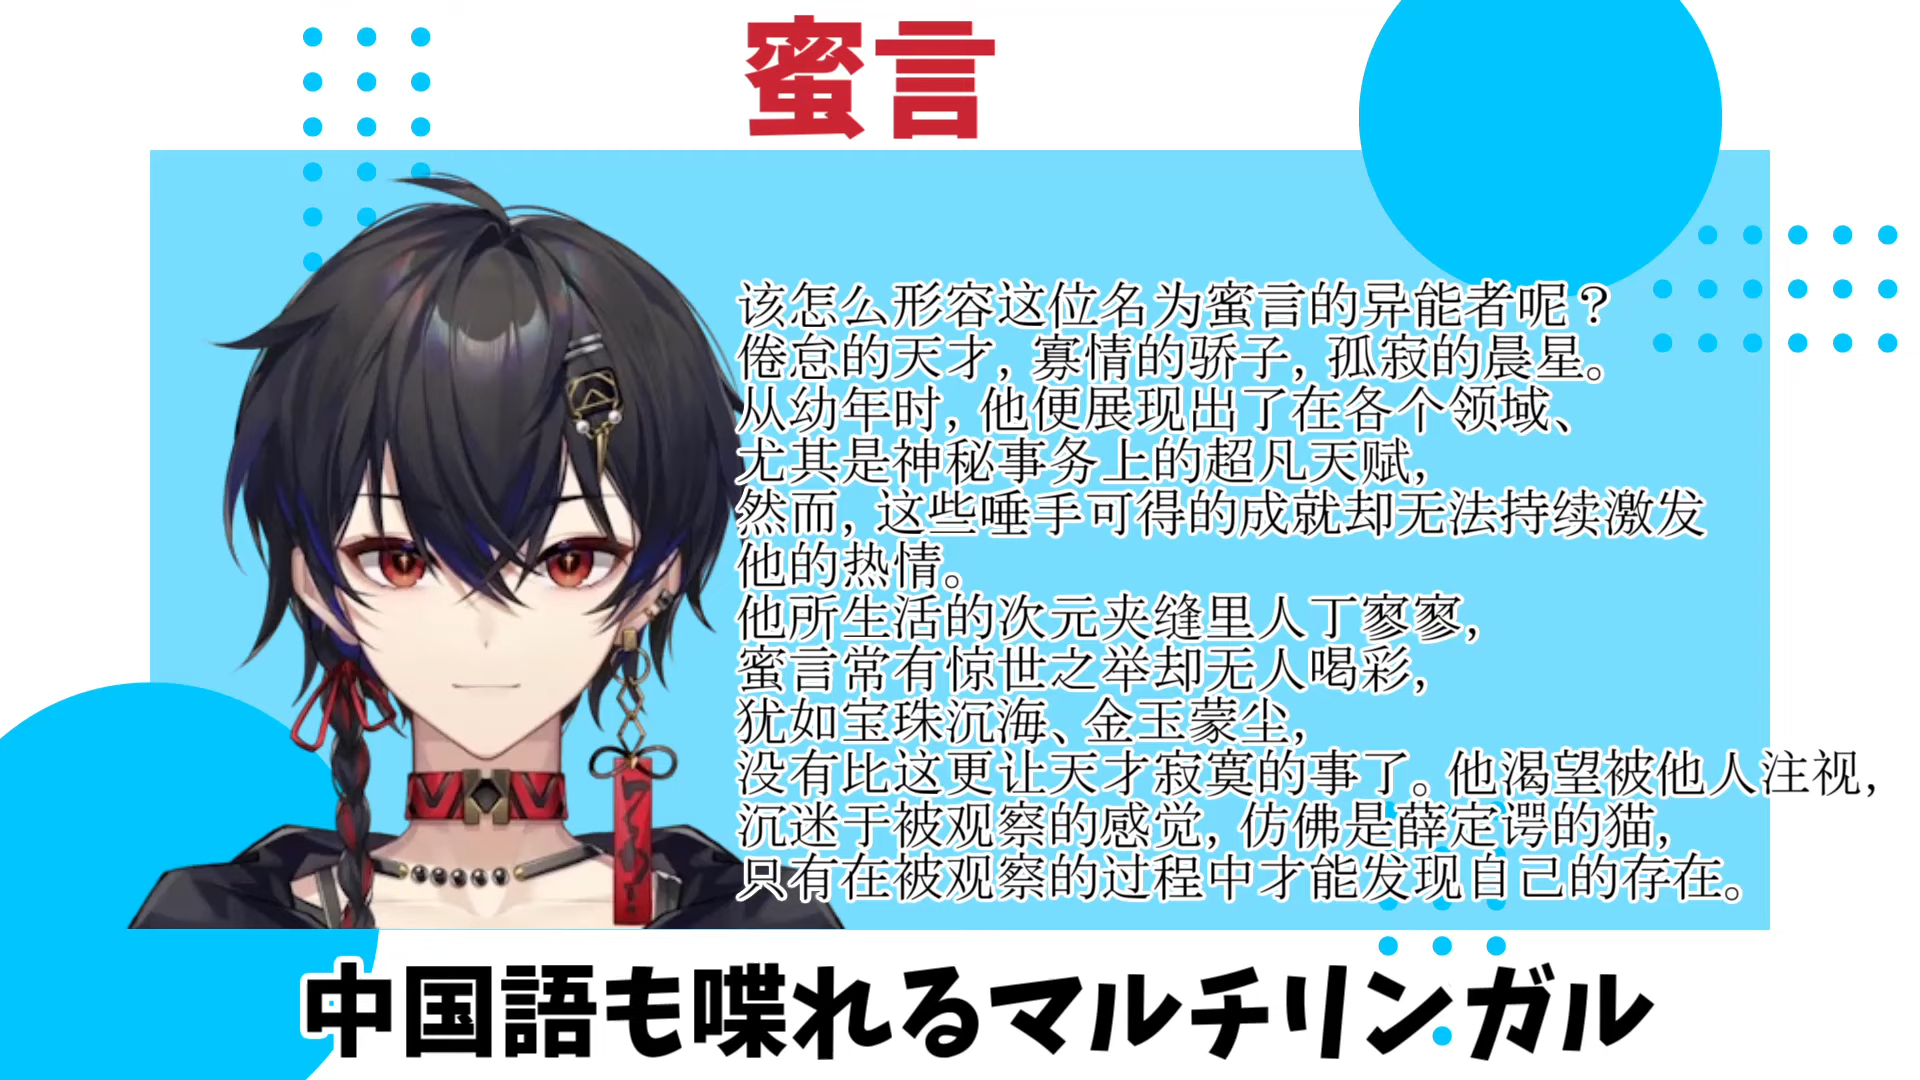 蜜言
该怎么形容这位名为蜜言的异能者呢？
倦怠的天才，寡情的骄子，孤寂的晨星。
从幼年时，他便展现出了在各个领域、
尤其是神秘事务上的超凡天赋，
然而，这些唾手可得的成就却无法持续激发
他的热情。
他所生活的次元夹缝里人丁寥寥，
蜜言常有惊世之举却无人喝彩，
犹如宝珠沉海、金玉蒙尘，
没有比这更让天才寂寞的事了。他渴望被他人注视，
沉迷于被观察的感觉，仿佛是薛定谔的猫，
只有在被观察的过程中才能发现自己的存在。
中国語も喋れるマルチリンガル